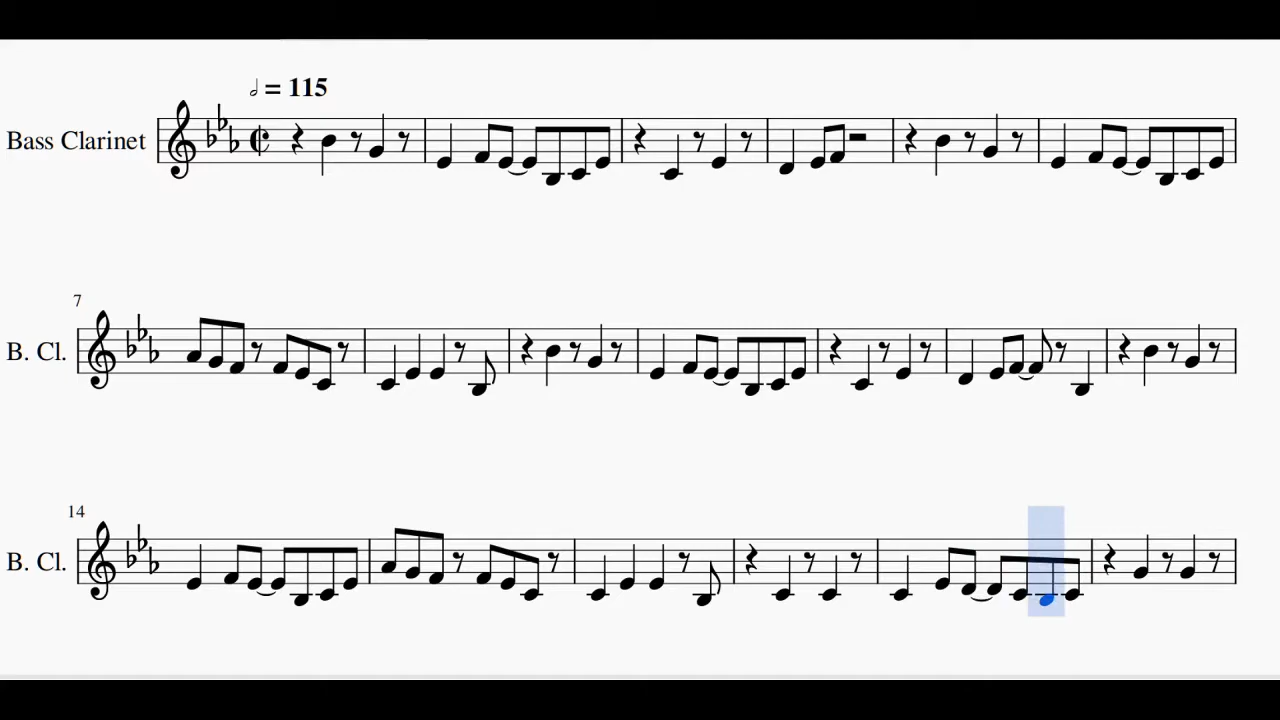 𝅗𝅥 = 115
Bass Clarinet
7
B. Cl.
14
B. Cl.